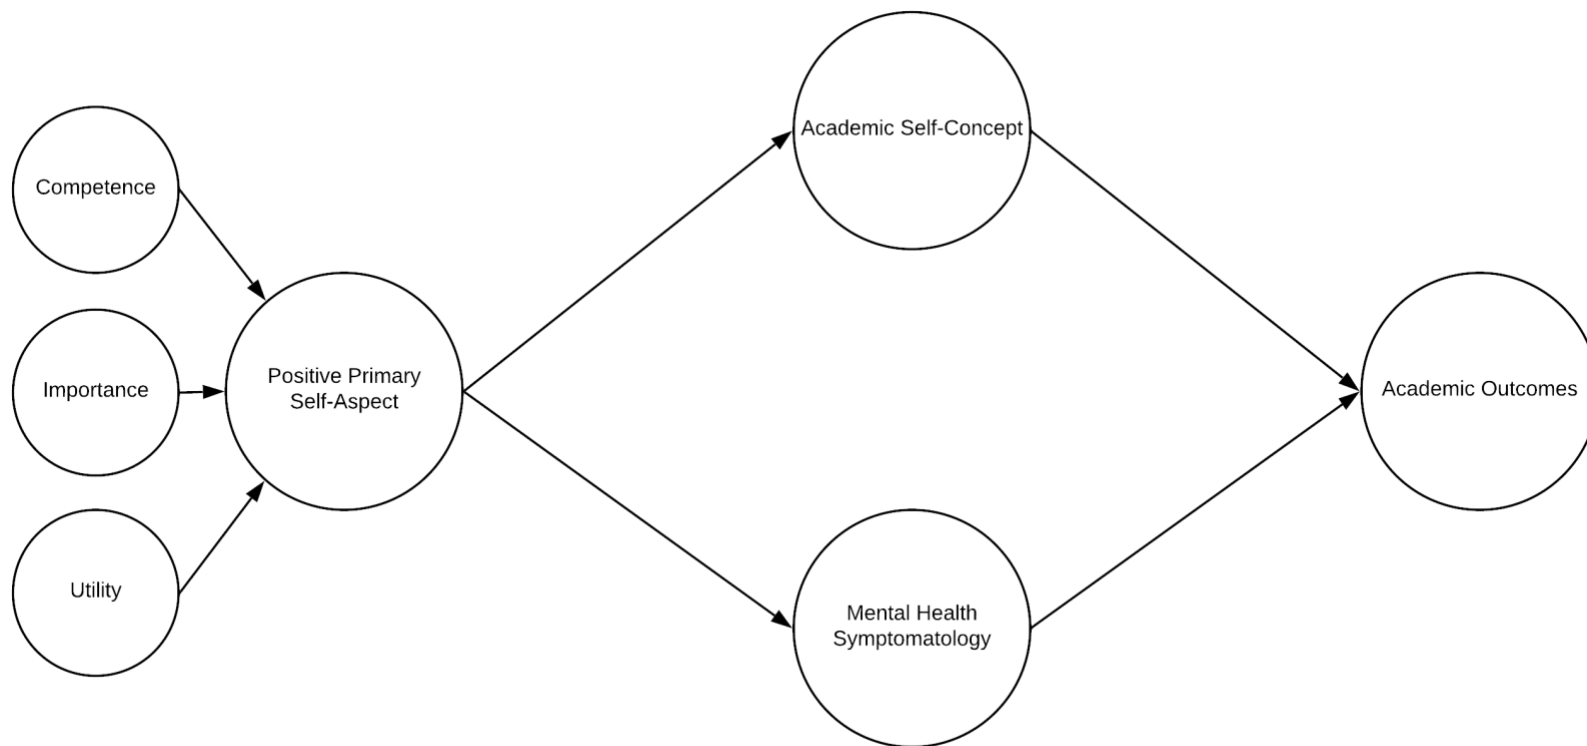 Competence
Importance
Utility
Positive Primary
Self-Aspect
Academic Self-Concept
Mental Health
Symptomatology
Academic Outcomes